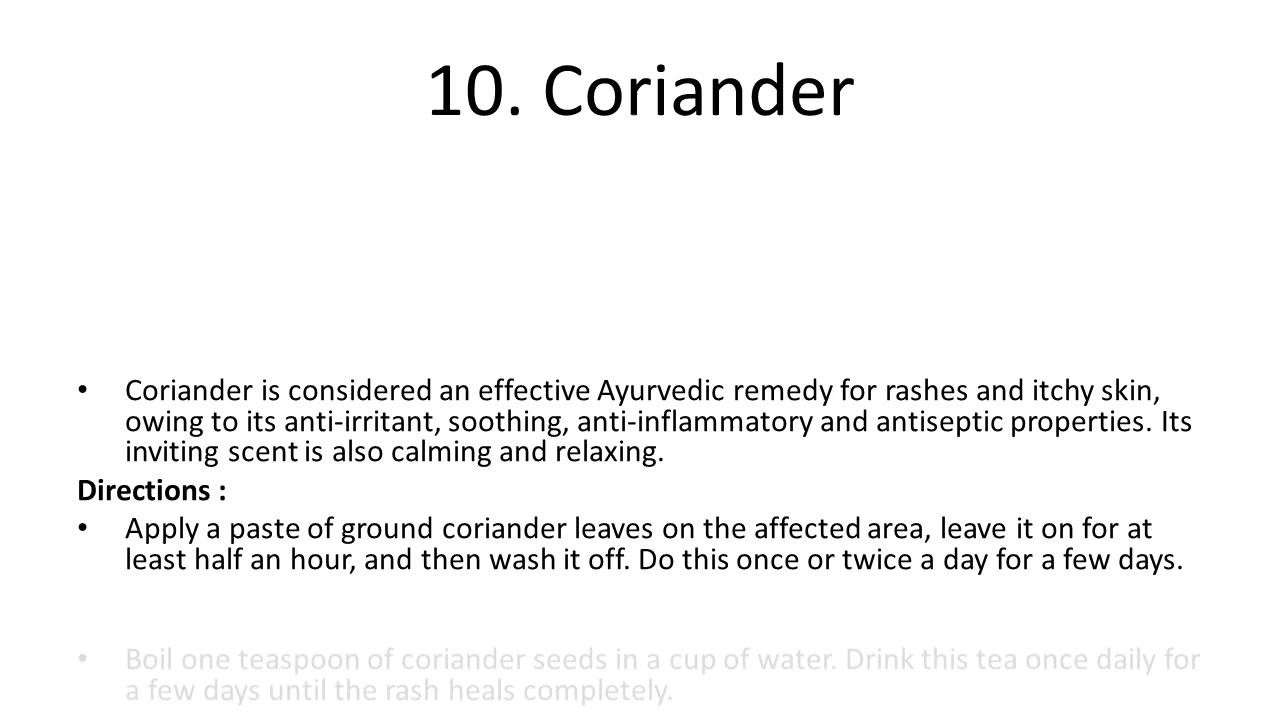 10. Coriander
• Coriander is considered an effective Ayurvedic remedy for rashes and itchy skin,
owing to its anti-irritant, soothing, anti-inflammatory and antiseptic properties. Its
inviting scent is also calming and relaxing.
Directions :
• Apply a paste of ground coriander leaves on the affected area, leave it on for at
least half an hour, and then wash it off. Do this once or twice a day for a few days.
• Boil one teaspoon of coriander seeds in a cup of water. Drink this tea once daily for
a few days until the rash heals completely.